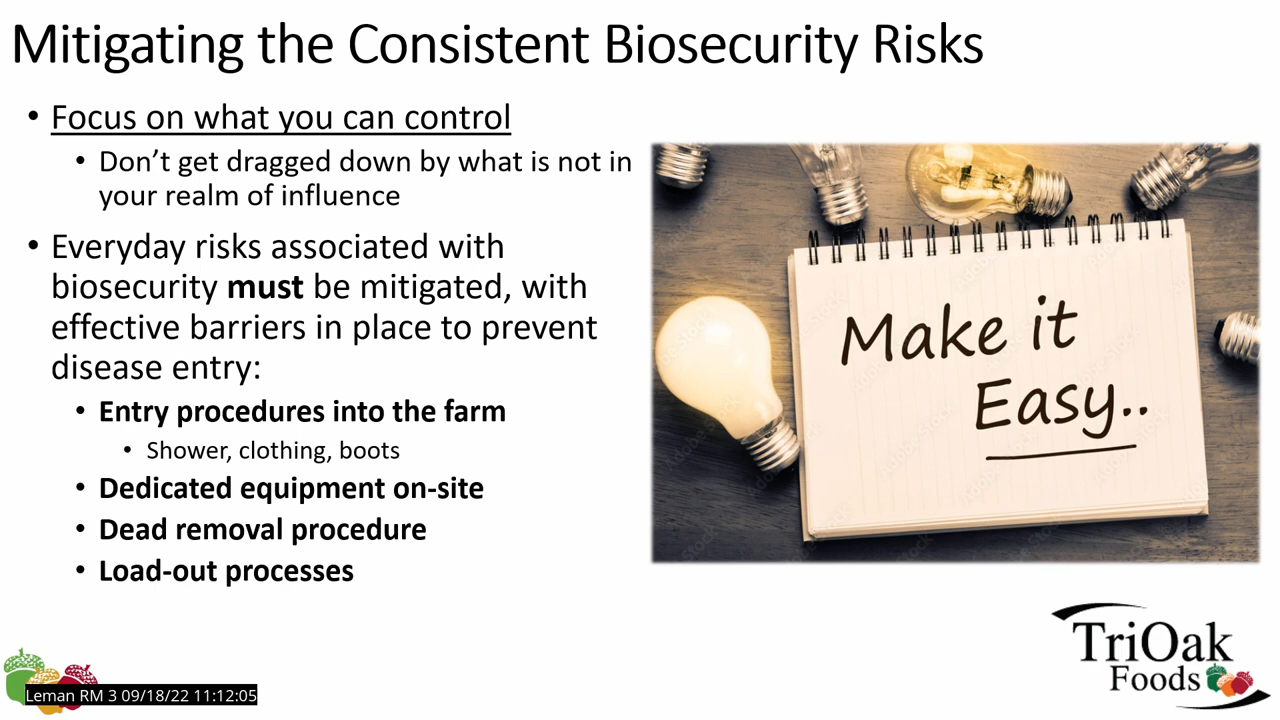 Mitigating the Consistent Biosecurity Risks
• Focus on what you can control
• Don’t get dragged down by what is not in
your realm of influence
• Everyday risks associated with
biosecurity must be mitigated, with
effective barriers in place to prevent
disease entry:
• Entry procedures into the farm
• Shower, clothing, boots
• Dedicated equipment on-site
• Dead removal procedure
• Load-out processes
Make it
Easy..
TriOak
Foods
Leman RM 3 09/18/22 11:12:05